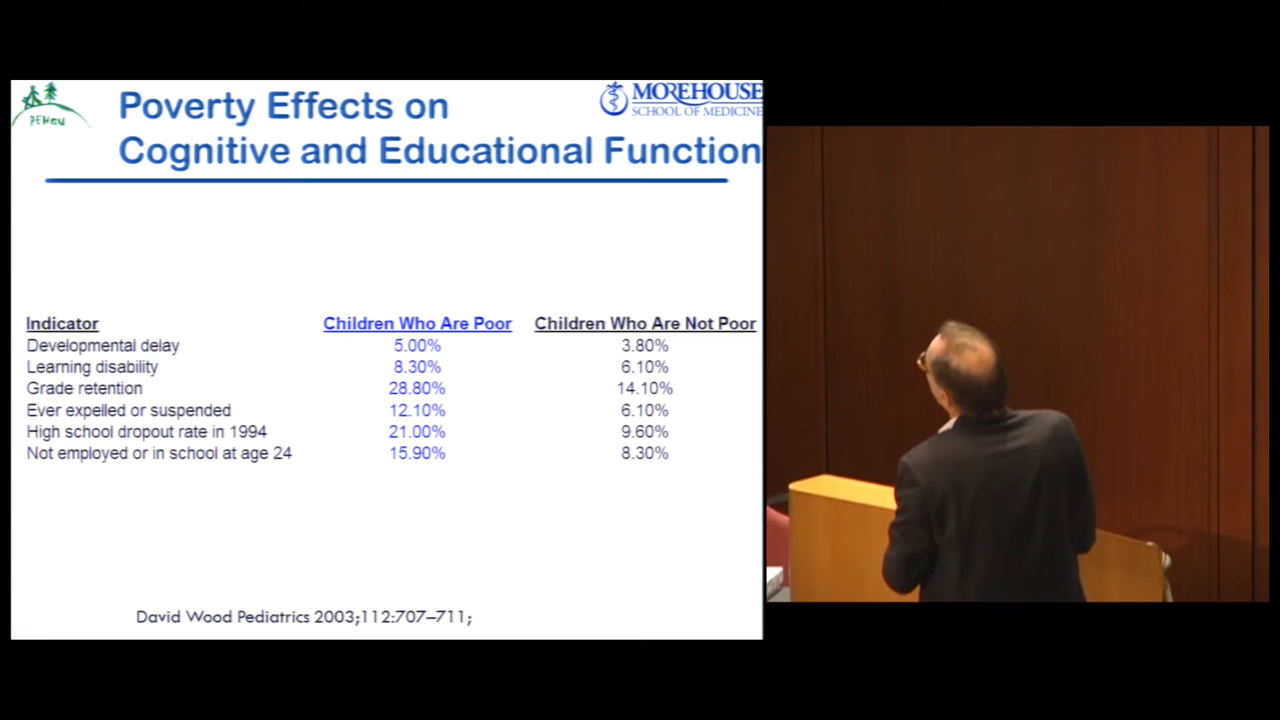 PEHSU
MOREHOUSE
SCHOOL OF MEDICINE
Poverty Effects on
Cognitive and Educational Function
Indicator Children Who Are Poor Children Who Are Not Poor
Developmental delay 5.00% 3.80%
Learning disability 8.30% 6.10%
Grade retention 28.80% 14.10%
Ever expelled or suspended 12.10% 6.10%
High school dropout rate in 1994 21.00% 9.60%
Not employed or in school at age 24 15.90% 8.30%
David Wood Pediatrics 2003;112:707–711;